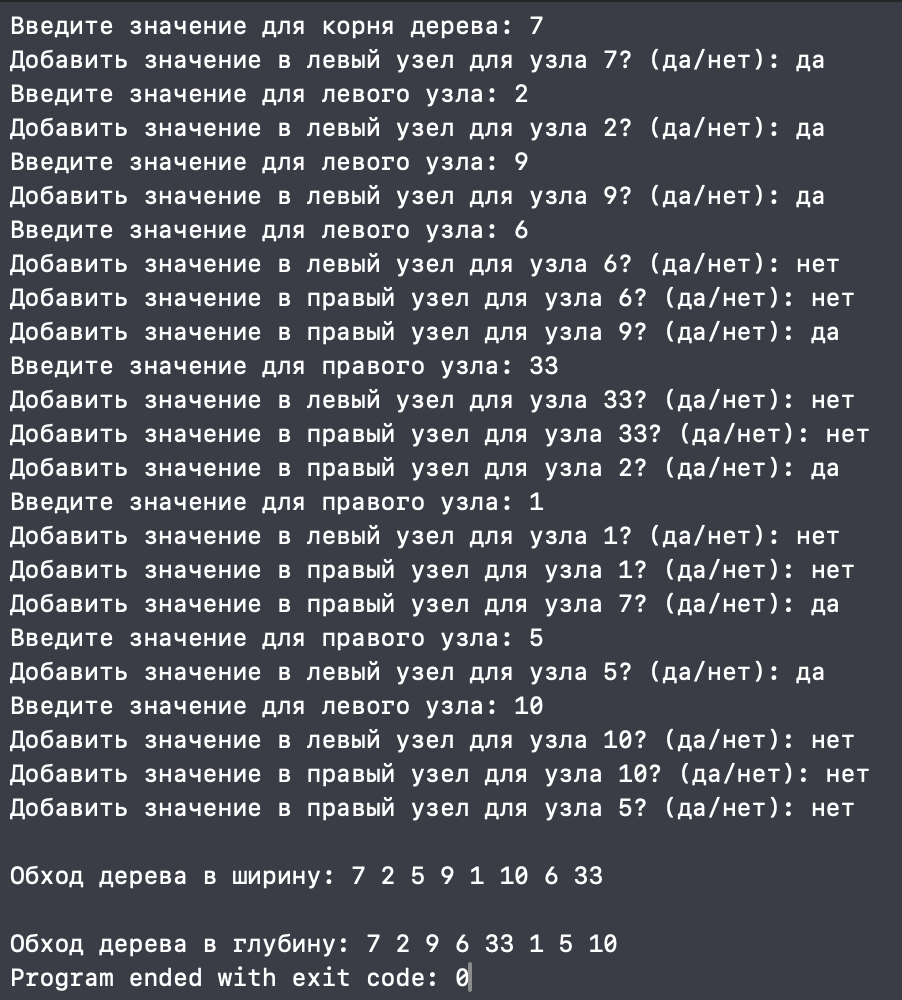 Введите значение для корня дерева: 7
Добавить значение в левый узел для узла 7? (да/нет): да
Введите значение для левого узла: 2
Добавить значение в левый узел для узла 2? (да/нет): да
Введите значение для левого узла: 9
Добавить значение в левый узел для узла 9? (да/нет): да
Введите значение для левого узла: 6
Добавить значение в левый узел для узла 6? (да/нет): нет
Добавить значение в правый узел для узла 6? (да/нет): нет
Добавить значение в правый узел для узла 9? (да/нет): да
Введите значение для правого узла: 33
Добавить значение в левый узел для узла 33? (да/нет): нет
Добавить значение в правый узел для узла 33? (да/нет): нет
Добавить значение в правый узел для узла 2? (да/нет): да
Введите значение для правого узла: 1
Добавить значение в левый узел для узла 1? (да/нет): нет
Добавить значение в правый узел для узла 1? (да/нет): нет
Добавить значение в правый узел для узла 7? (да/нет): да
Введите значение для правого узла: 5
Добавить значение в левый узел для узла 5? (да/нет): да
Введите значение для левого узла: 10
Добавить значение в левый узел для узла 10? (да/нет): нет
Добавить значение в правый узел для узла 10? (да/нет): нет
Добавить значение в правый узел для узла 5? (да/нет): нет
Обход дерева в ширину: 7 2 5 9 1 10 6 33
Обход дерева в глубину: 7 2 9 6 33 1 5 10
Program ended with exit code: 0